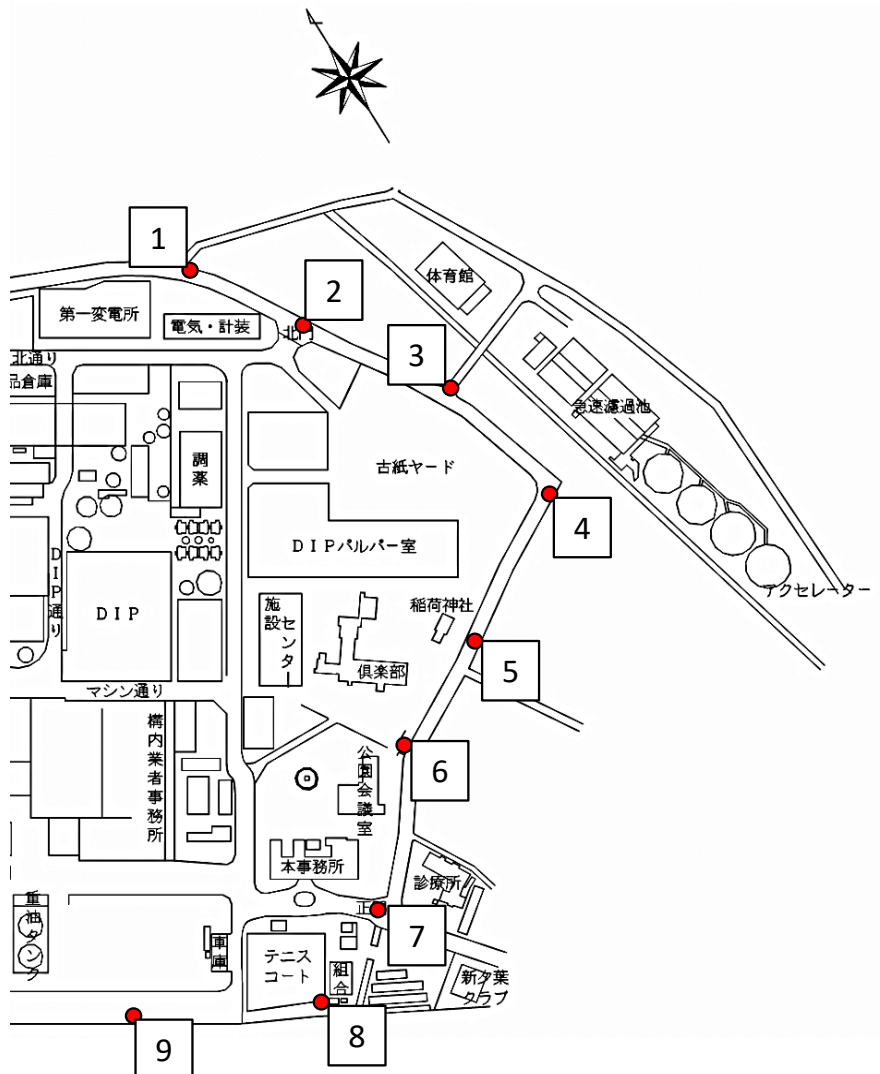 1
2
体育館
第一変電所
電気・計装
北門
3
北通り
品倉庫
急速濾過池
調薬
古紙ヤード
4
DIPパルパー室
DIP通り
DIP
アクセレーター
施設センター
稲荷神社
5
倶楽部
マシン通り
構内業者事務所
公園会議室
6
本事務所
診療所
重油タンク
正
7
車庫
テニス
コート
組合
新夕葉
クラブ
8
9